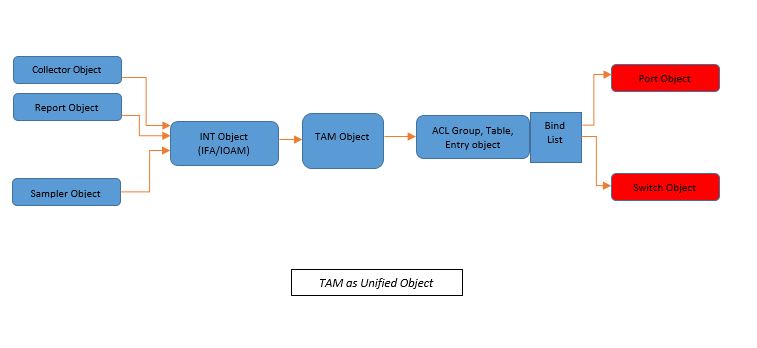 Collector Object
Report Object
Sampler Object
INT Object
(IFA/IOAM)
TAM Object
ACL Group, Table,
Entry object
Bind
List
Port Object
Switch Object
TAM as Unified Object